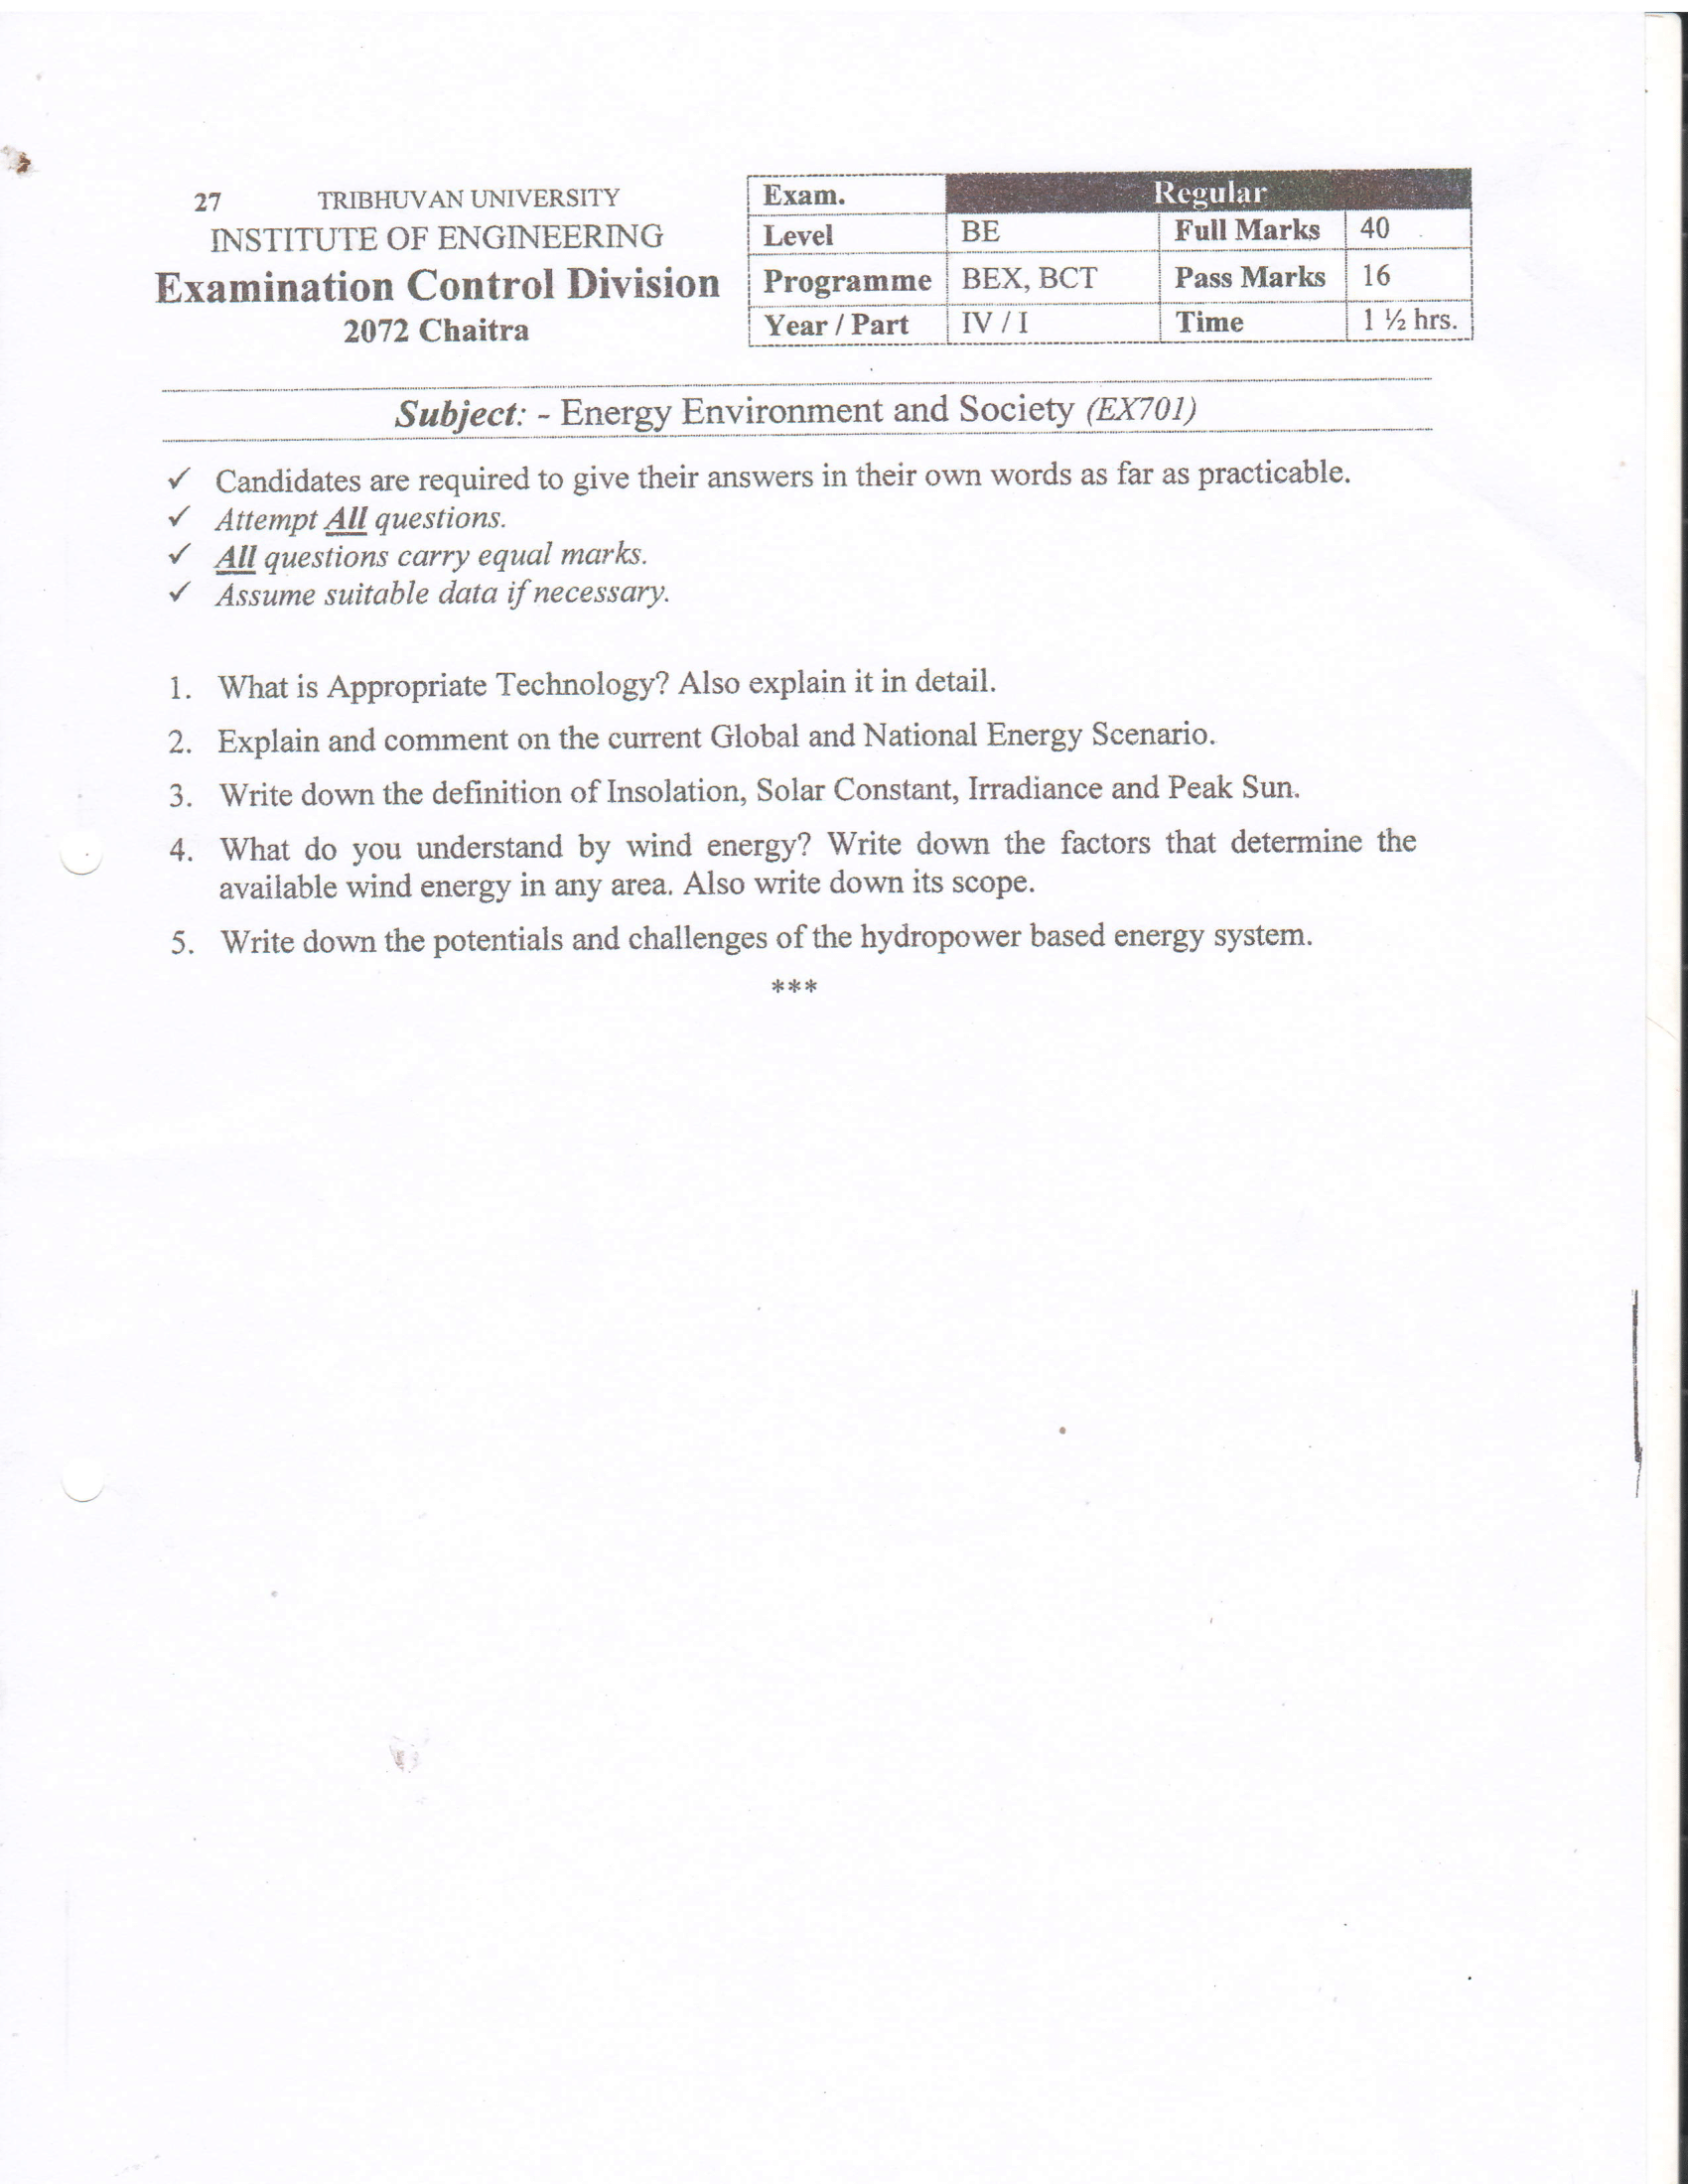 27 TRIBHUVAN UNIVERSITY
INSTITUTE OF ENGINEERING
Examination Control Division
2072 Chaitra
Exam. Regular
Level BE Full Marks 40
Programme BEX, BCT Pass Marks 16
Year / Part IV / I Time 1 ½ hrs.
Subject: - Energy Environment and Society (EX701)
✓ Candidates are required to give their answers in their own words as far as practicable.
✓ Attempt All questions.
✓ All questions carry equal marks.
✓ Assume suitable data if necessary.
1. What is Appropriate Technology? Also explain it in detail.
2. Explain and comment on the current Global and National Energy Scenario.
3. Write down the definition of Insolation, Solar Constant, Irradiance and Peak Sun.
4. What do you understand by wind energy? Write down the factors that determine the
available wind energy in any area. Also write down its scope.
5. Write down the potentials and challenges of the hydropower based energy system.
***